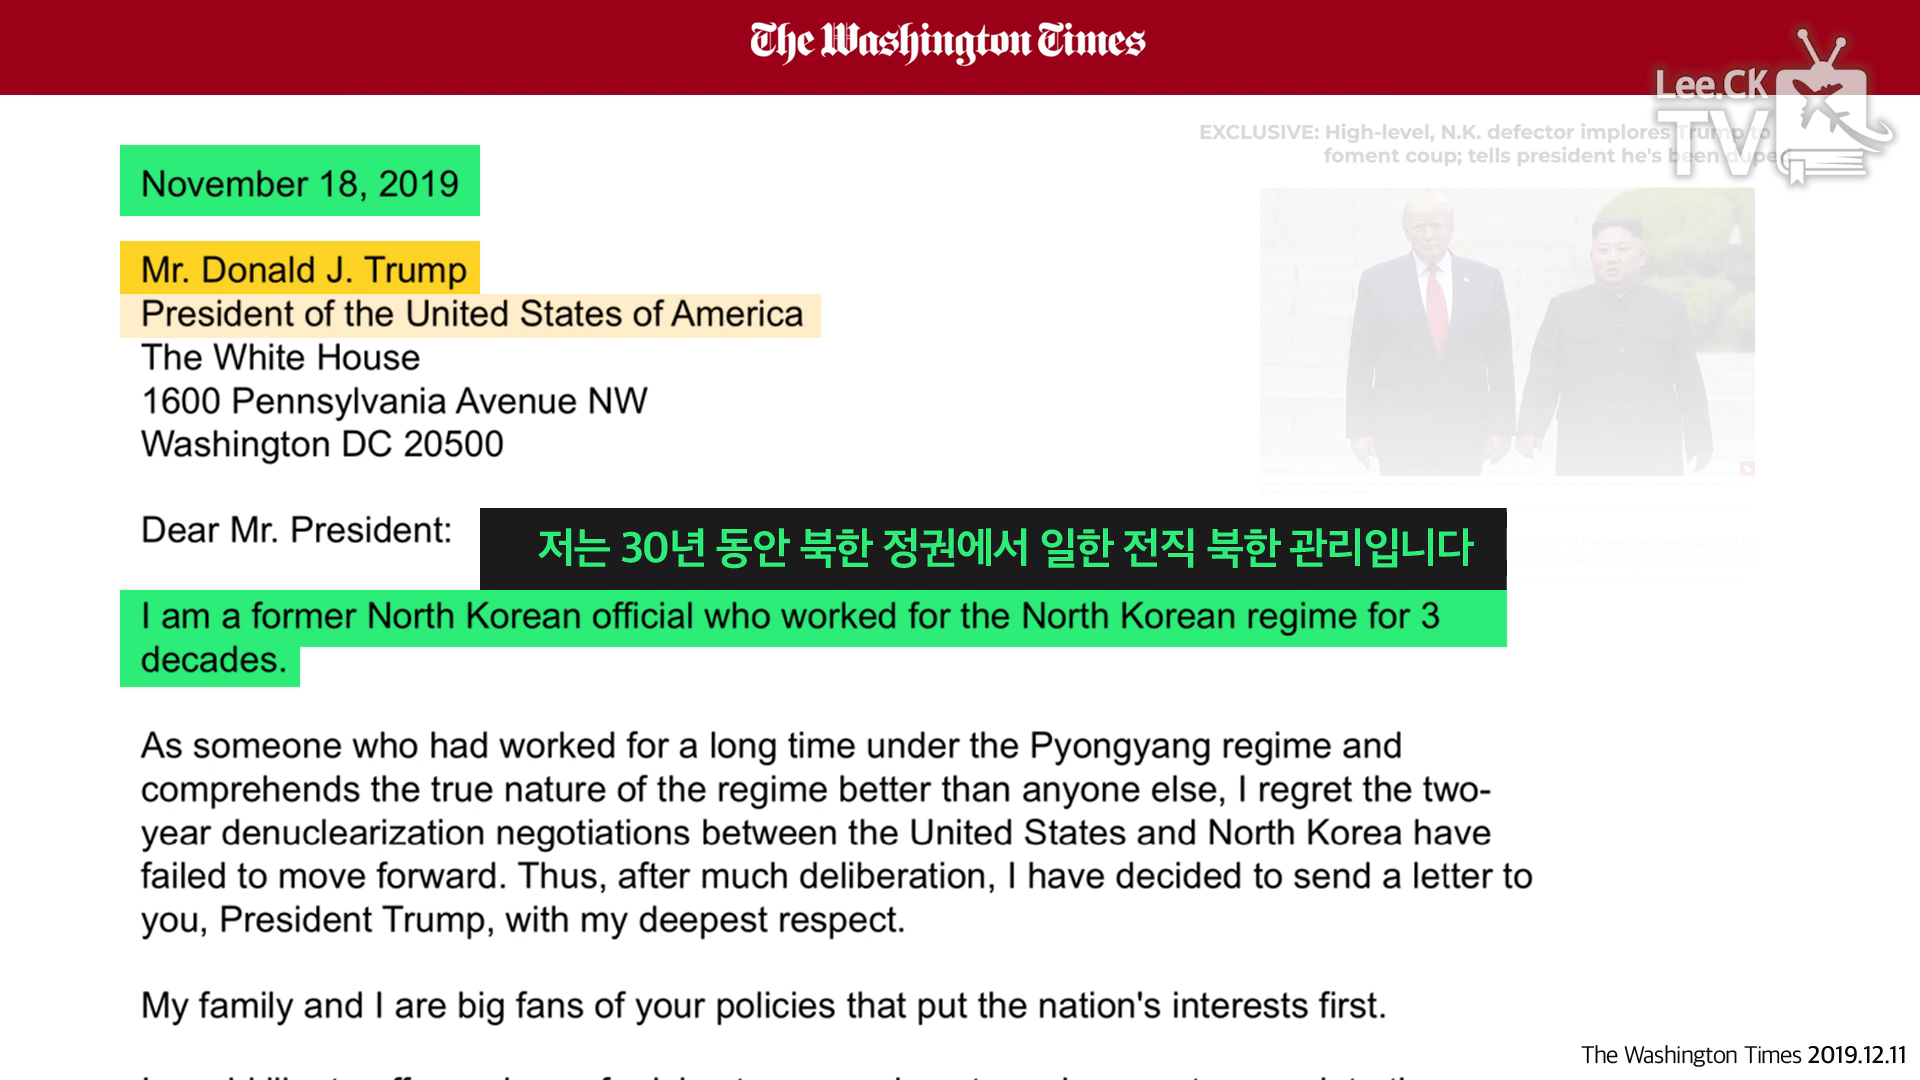 The Washington Times
Lee.CK
TV
EXCLUSIVE: High-level, N.K. defector implores Trump to
foment coup; tells president he's been dupe
November 18, 2019
Mr. Donald J. Trump
President of the United States of America
The White House
1600 Pennsylvania Avenue NW
Washington DC 20500
Dear Mr. President:
저는 30년 동안 북한 정권에서 일한 전직 북한 관리입니다
I am a former North Korean official who worked for the North Korean regime for 3
decades.
As someone who had worked for a long time under the Pyongyang regime and
comprehends the true nature of the regime better than anyone else, I regret the two-
year denuclearization negotiations between the United States and North Korea have
failed to move forward. Thus, after much deliberation, I have decided to send a letter to
you, President Trump, with my deepest respect.
My family and I are big fans of your policies that put the nation's interests first.
The Washington Times 2019.12.11